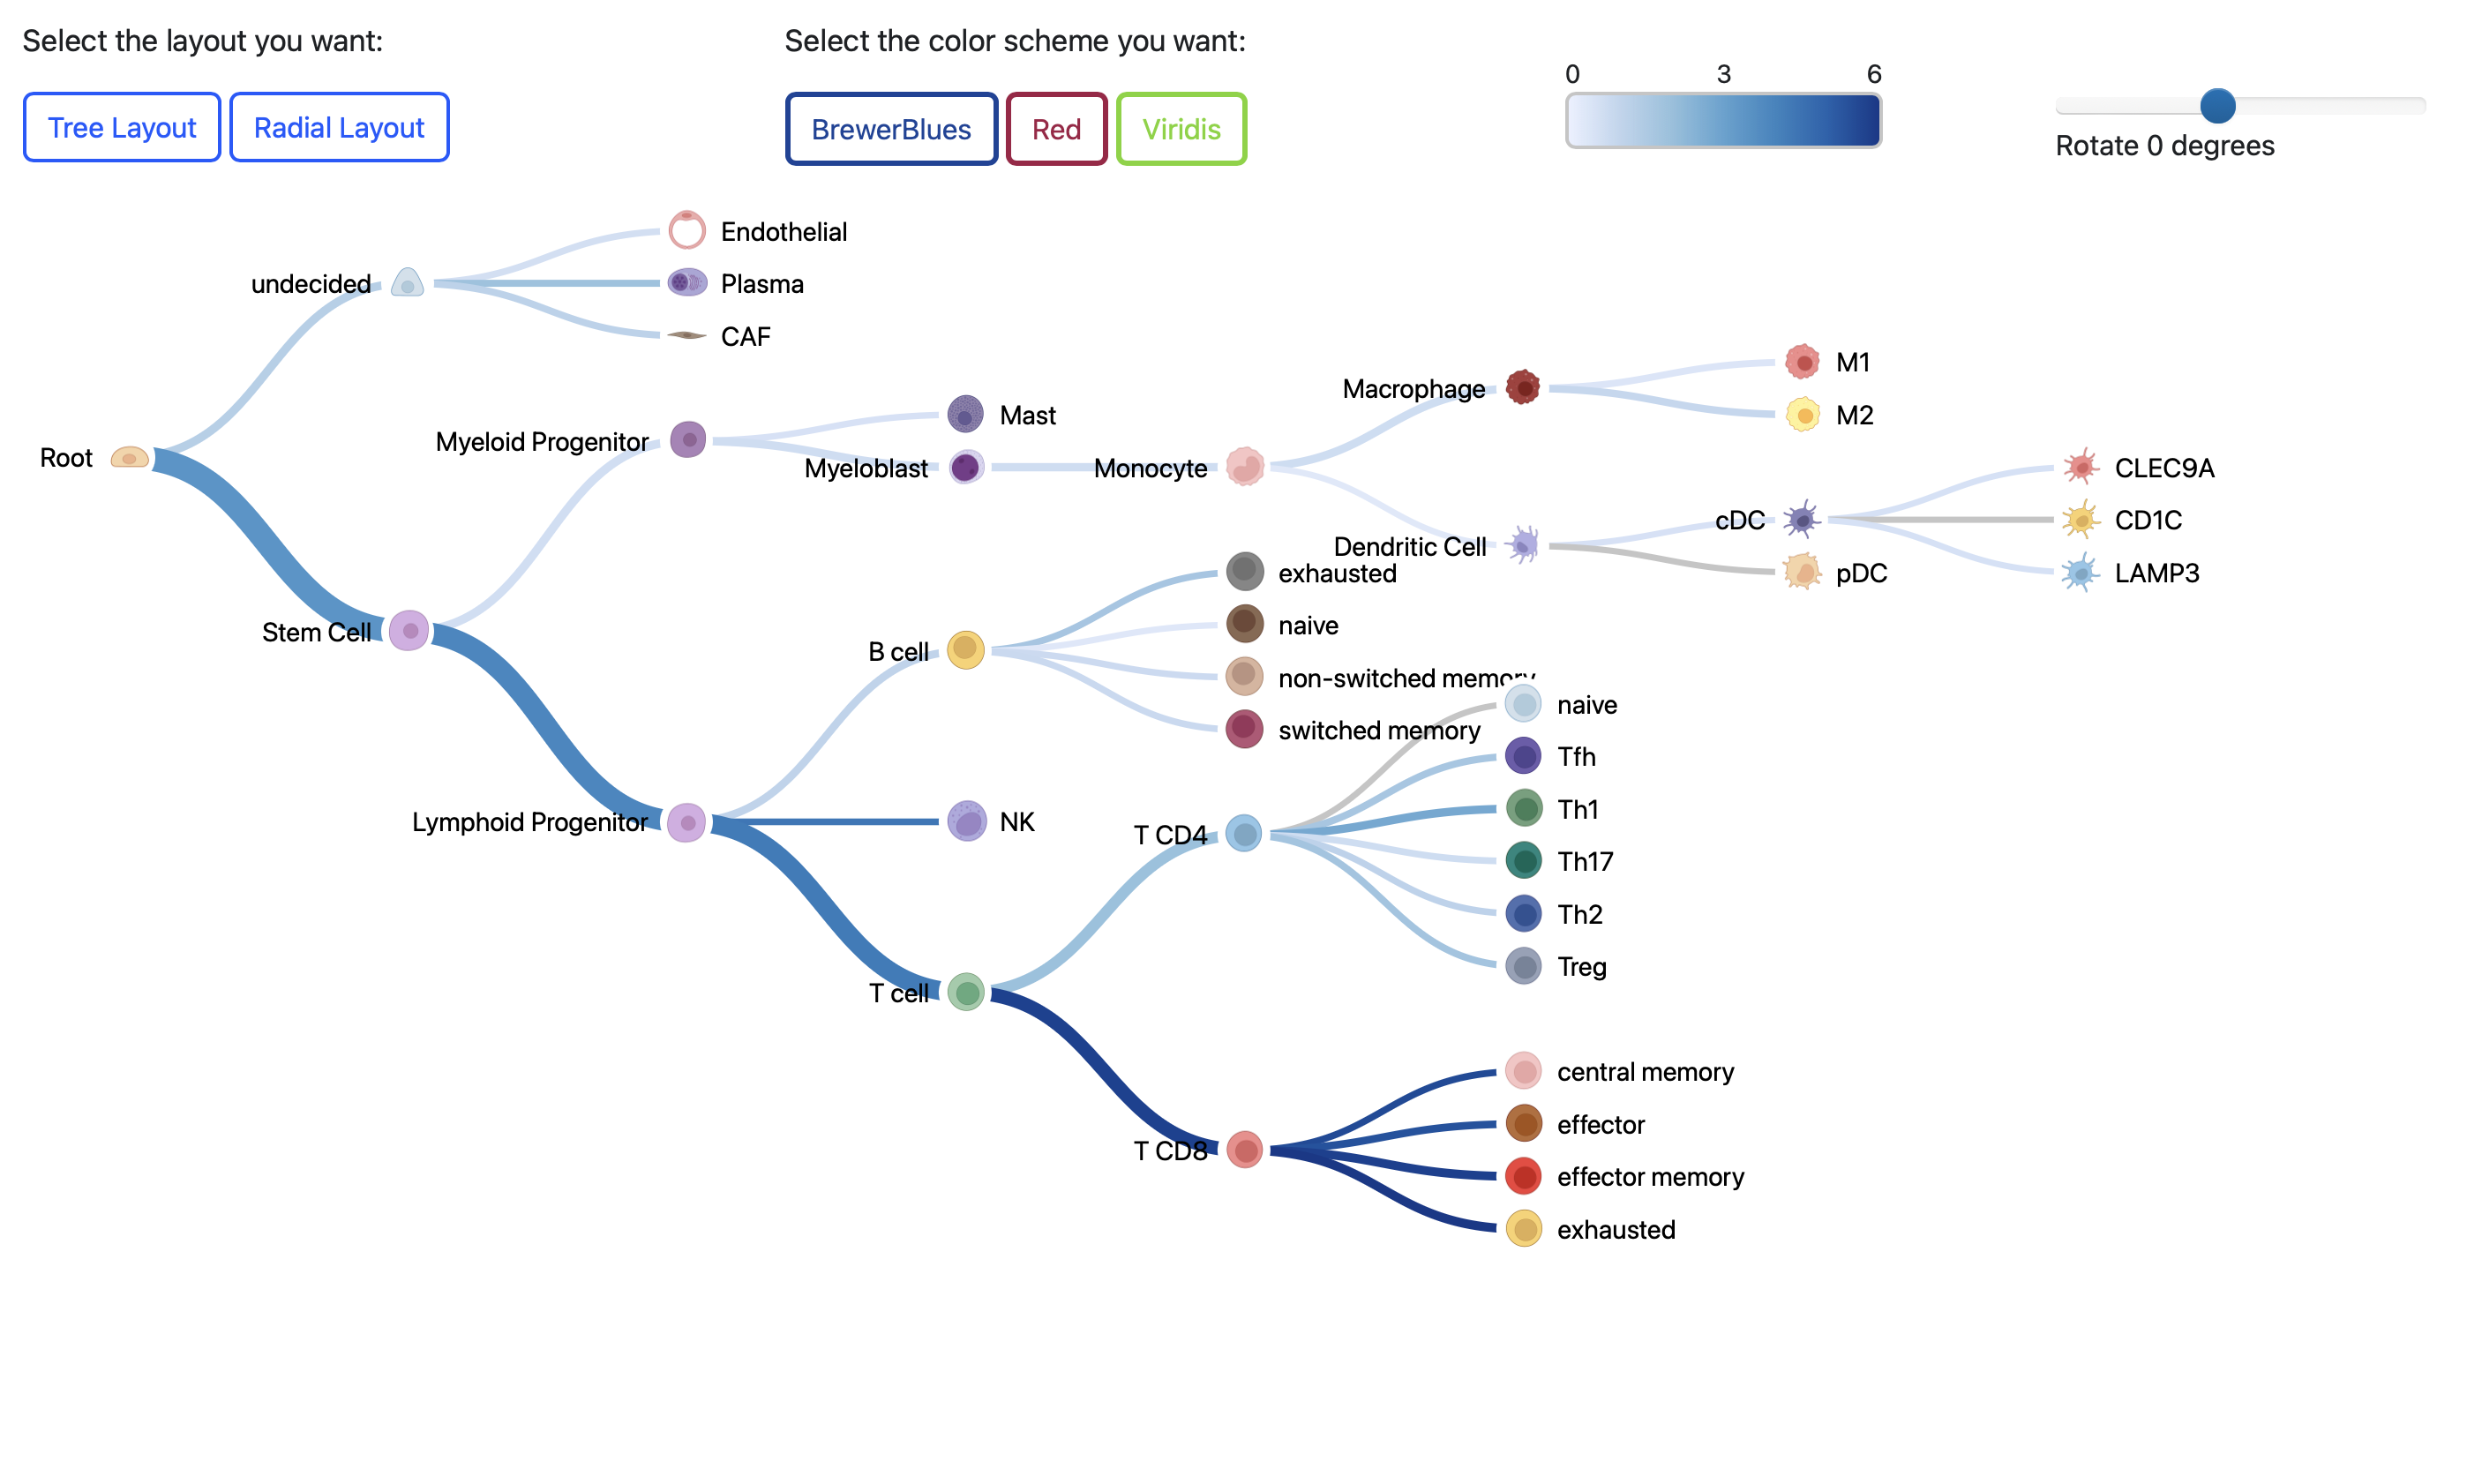 Select the layout you want:
Tree Layout
Radial Layout
Select the color scheme you want:
BrewerBlues
Red
Viridis
0 3 6
Rotate 0 degrees
Root
undecided
Endothelial
Plasma
CAF
Stem Cell
Myeloid Progenitor
Mast
Myeloblast
Monocyte
Macrophage
M1
M2
Dendritic Cell
cDC
CLEC9A
CD1C
LAMP3
pDC
Lymphoid Progenitor
B cell
exhausted
naive
non-switched memory
switched memory
NK
T cell
T CD4
naive
Tfh
Th1
Th17
Th2
Treg
T CD8
central memory
effector
effector memory
exhausted